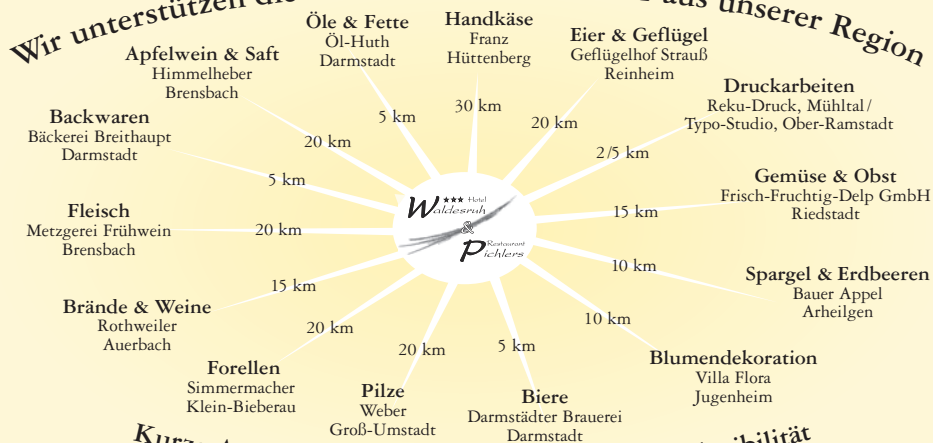 Wir unterstützen die
aus unserer Region
Öle & Fette
Öl-Huth
Darmstadt
5 km
Handkäse
Franz
Hüttenberg
30 km
Eier & Geflügel
Geflügelhof Strauß
Reinheim
20 km
Druckarbeiten
Reku-Druck, Mühltal/
Typo-Studio, Ober-Ramstadt
2/5 km
Gemüse & Obst
Frisch-Fruchtig-Delp GmbH
Riedstadt
15 km
Spargel & Erdbeeren
Bauer Appel
Arheilgen
10 km
Blumendekoration
Villa Flora
Jugenheim
10 km
Biere
Darmstädter Brauerei
Darmstadt
5 km
Pilze
Weber
Groß-Umstadt
20 km
Forellen
Simmermacher
Klein-Bieberau
20 km
Brände & Weine
Rothweiler
Auerbach
15 km
Fleisch
Metzgerei Frühwein
Brensbach
20 km
Backwaren
Bäckerei Breithaupt
Darmstadt
5 km
Apfelwein & Saft
Himmelheber
Brensbach
20 km
★★★ Hotel
Waldesruh
&
Restaurant
Pichlers